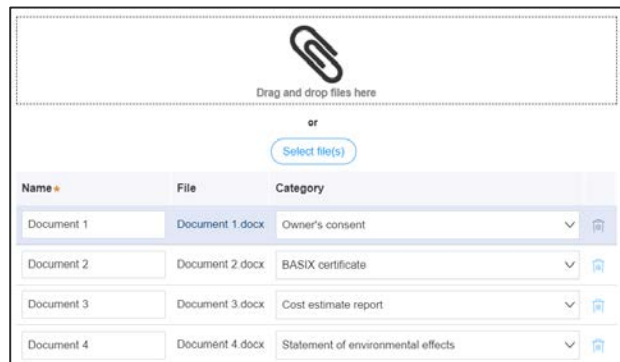 Drag and drop files here
or
Select file(s)
Name★ File Category
Document 1 Document 1.docx Owner's consent
Document 2 Document 2.docx BASIX certificate
Document 3 Document 3.docx Cost estimate report
Document 4 Document 4.docx Statement of environmental effects